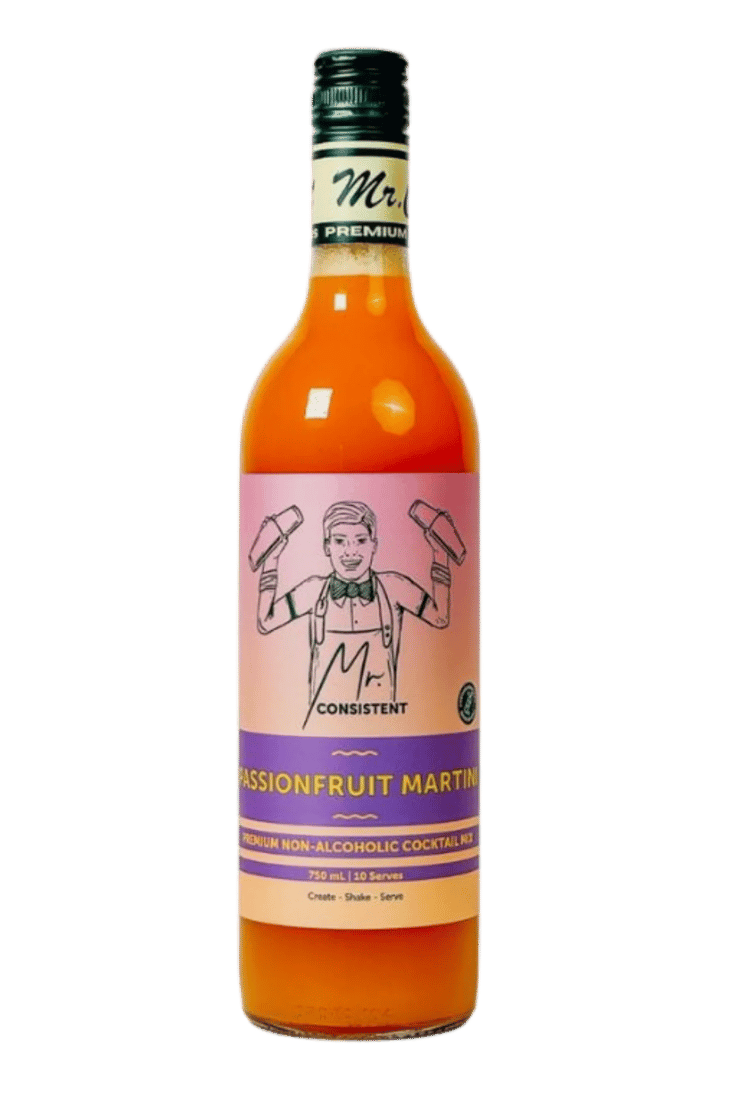 Mr.
PREMIUM
Mr.
CONSISTENT
PASSIONFRUIT MARTINI
PREMIUM NON-ALCOHOLIC COCKTAIL MIX
750 mL | 10 Serves
Create - Shake - Serve